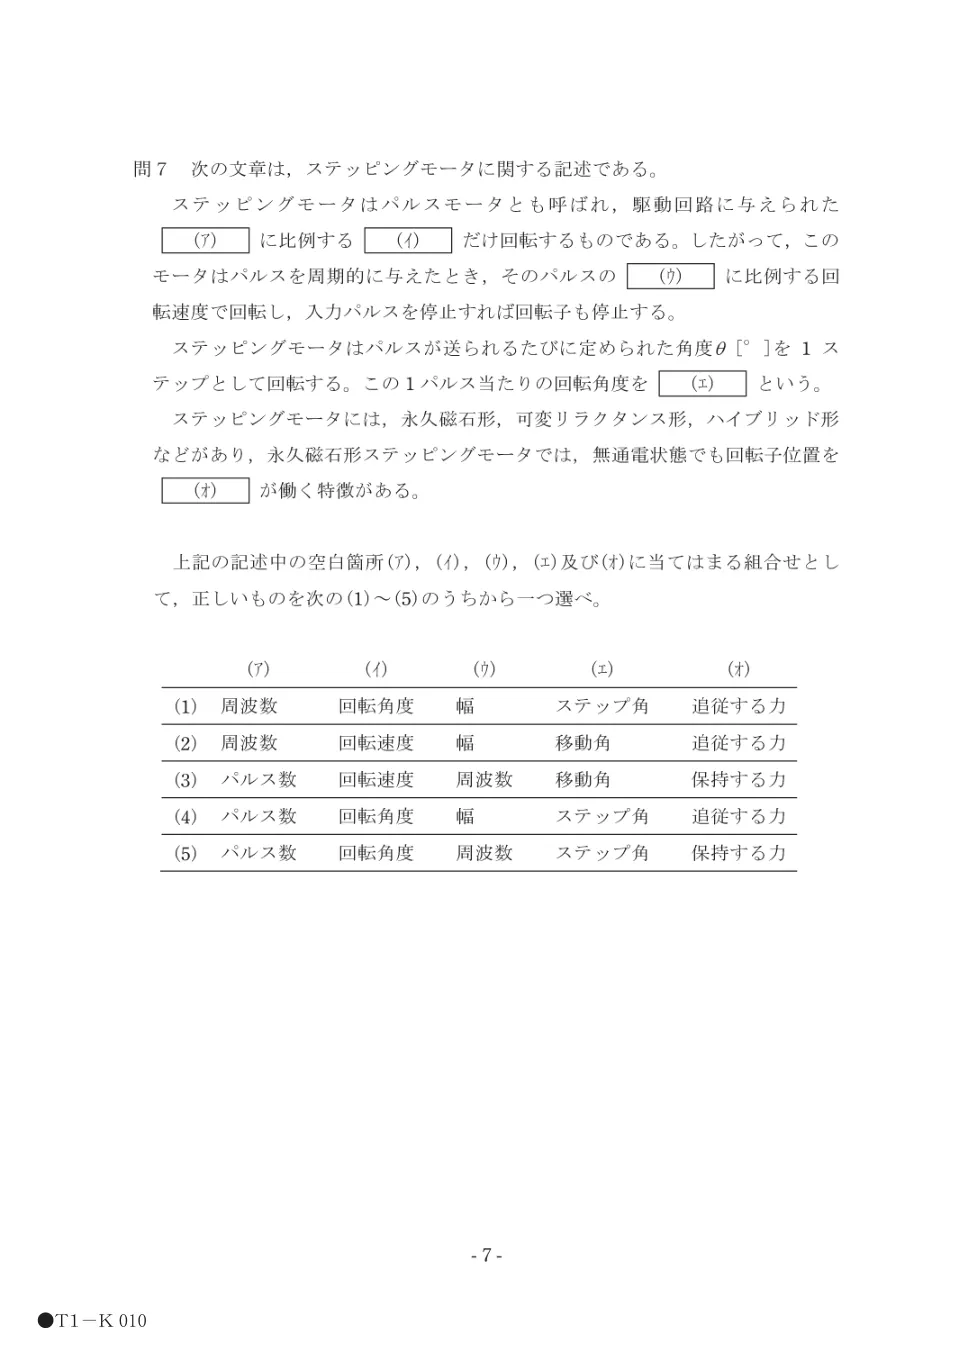 問７　次の文章は，ステッピングモータに関する記述である。
ステッピングモータはパルスモータとも呼ばれ，駆動回路に与えられた
(ｱ) に比例する (ｲ) だけ回転するものである。したがって，この
モータはパルスを周期的に与えたとき，そのパルスの (ｳ) に比例する回
転速度で回転し，入力パルスを停止すれば回転子も停止する。
ステッピングモータはパルスが送られるたびに定められた角度θ [°]を 1 ス
テップとして回転する。この 1 パルス当たりの回転角度を (ｴ) という。
ステッピングモータには，永久磁石形，可変リラクタンス形，ハイブリッド形
などがあり，永久磁石形ステッピングモータでは，無通電状態でも回転子位置を
(ｵ) が働く特徴がある。
上記の記述中の空白箇所(ｱ)，(ｲ)，(ｳ)，(ｴ)及び(ｵ)に当てはまる組合せとし
て，正しいものを次の(1)～(5)のうちから一つ選べ。
(ｱ) (ｲ) (ｳ) (ｴ) (ｵ)
(1) 周波数 回転角度 幅 ステップ角 追従する力
(2) 周波数 回転速度 幅 移動角 追従する力
(3) パルス数 回転速度 周波数 移動角 保持する力
(4) パルス数 回転角度 幅 ステップ角 追従する力
(5) パルス数 回転角度 周波数 ステップ角 保持する力
- 7 -
●T1－K 010